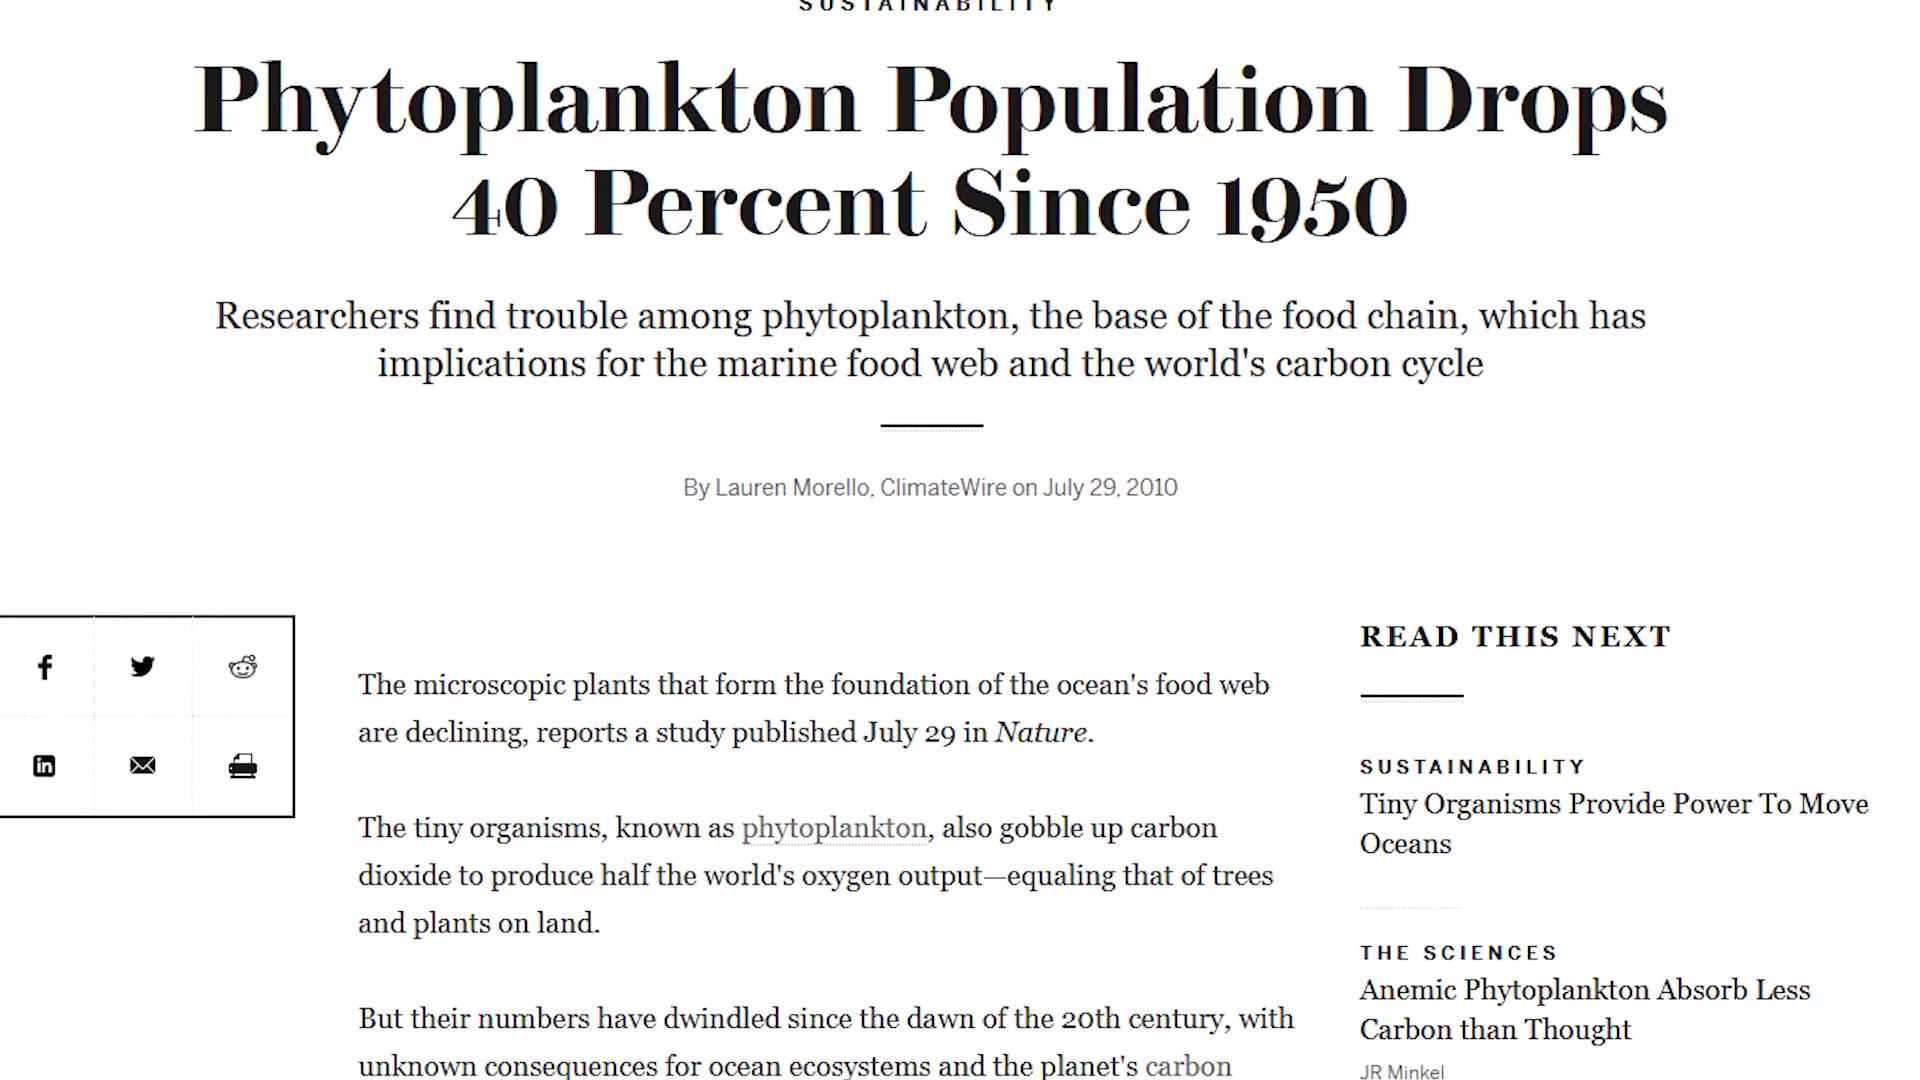 SUSTAINABILITY
Phytoplankton Population Drops
40 Percent Since 1950
Researchers find trouble among phytoplankton, the base of the food chain, which has
implications for the marine food web and the world's carbon cycle
By Lauren Morello, ClimateWire on July 29, 2010
The microscopic plants that form the foundation of the ocean's food web
are declining, reports a study published July 29 in Nature.
The tiny organisms, known as phytoplankton, also gobble up carbon
dioxide to produce half the world's oxygen output—equaling that of trees
and plants on land.
But their numbers have dwindled since the dawn of the 20th century, with
unknown consequences for ocean ecosystems and the planet's carbon
READ THIS NEXT
SUSTAINABILITY
Tiny Organisms Provide Power To Move
Oceans
THE SCIENCES
Anemic Phytoplankton Absorb Less
Carbon than Thought
JR Minkel